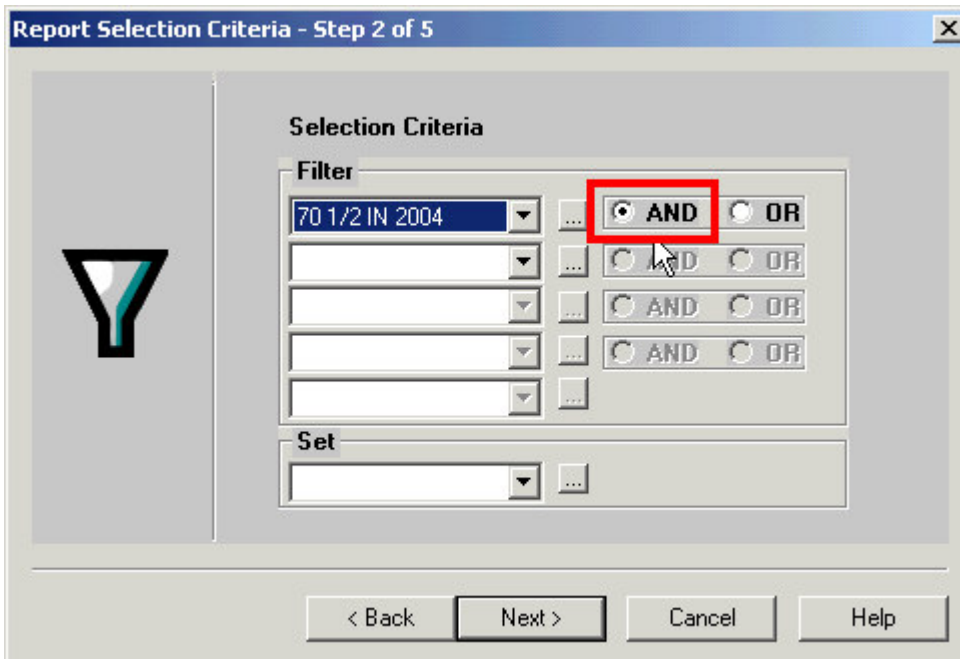 Report Selection Criteria - Step 2 of 5
Selection Criteria
Filter
70 1/2 IN 2004 ... AND OR
... AND OR
... AND OR
... AND OR
...
Set
...
< Back Next > Cancel Help